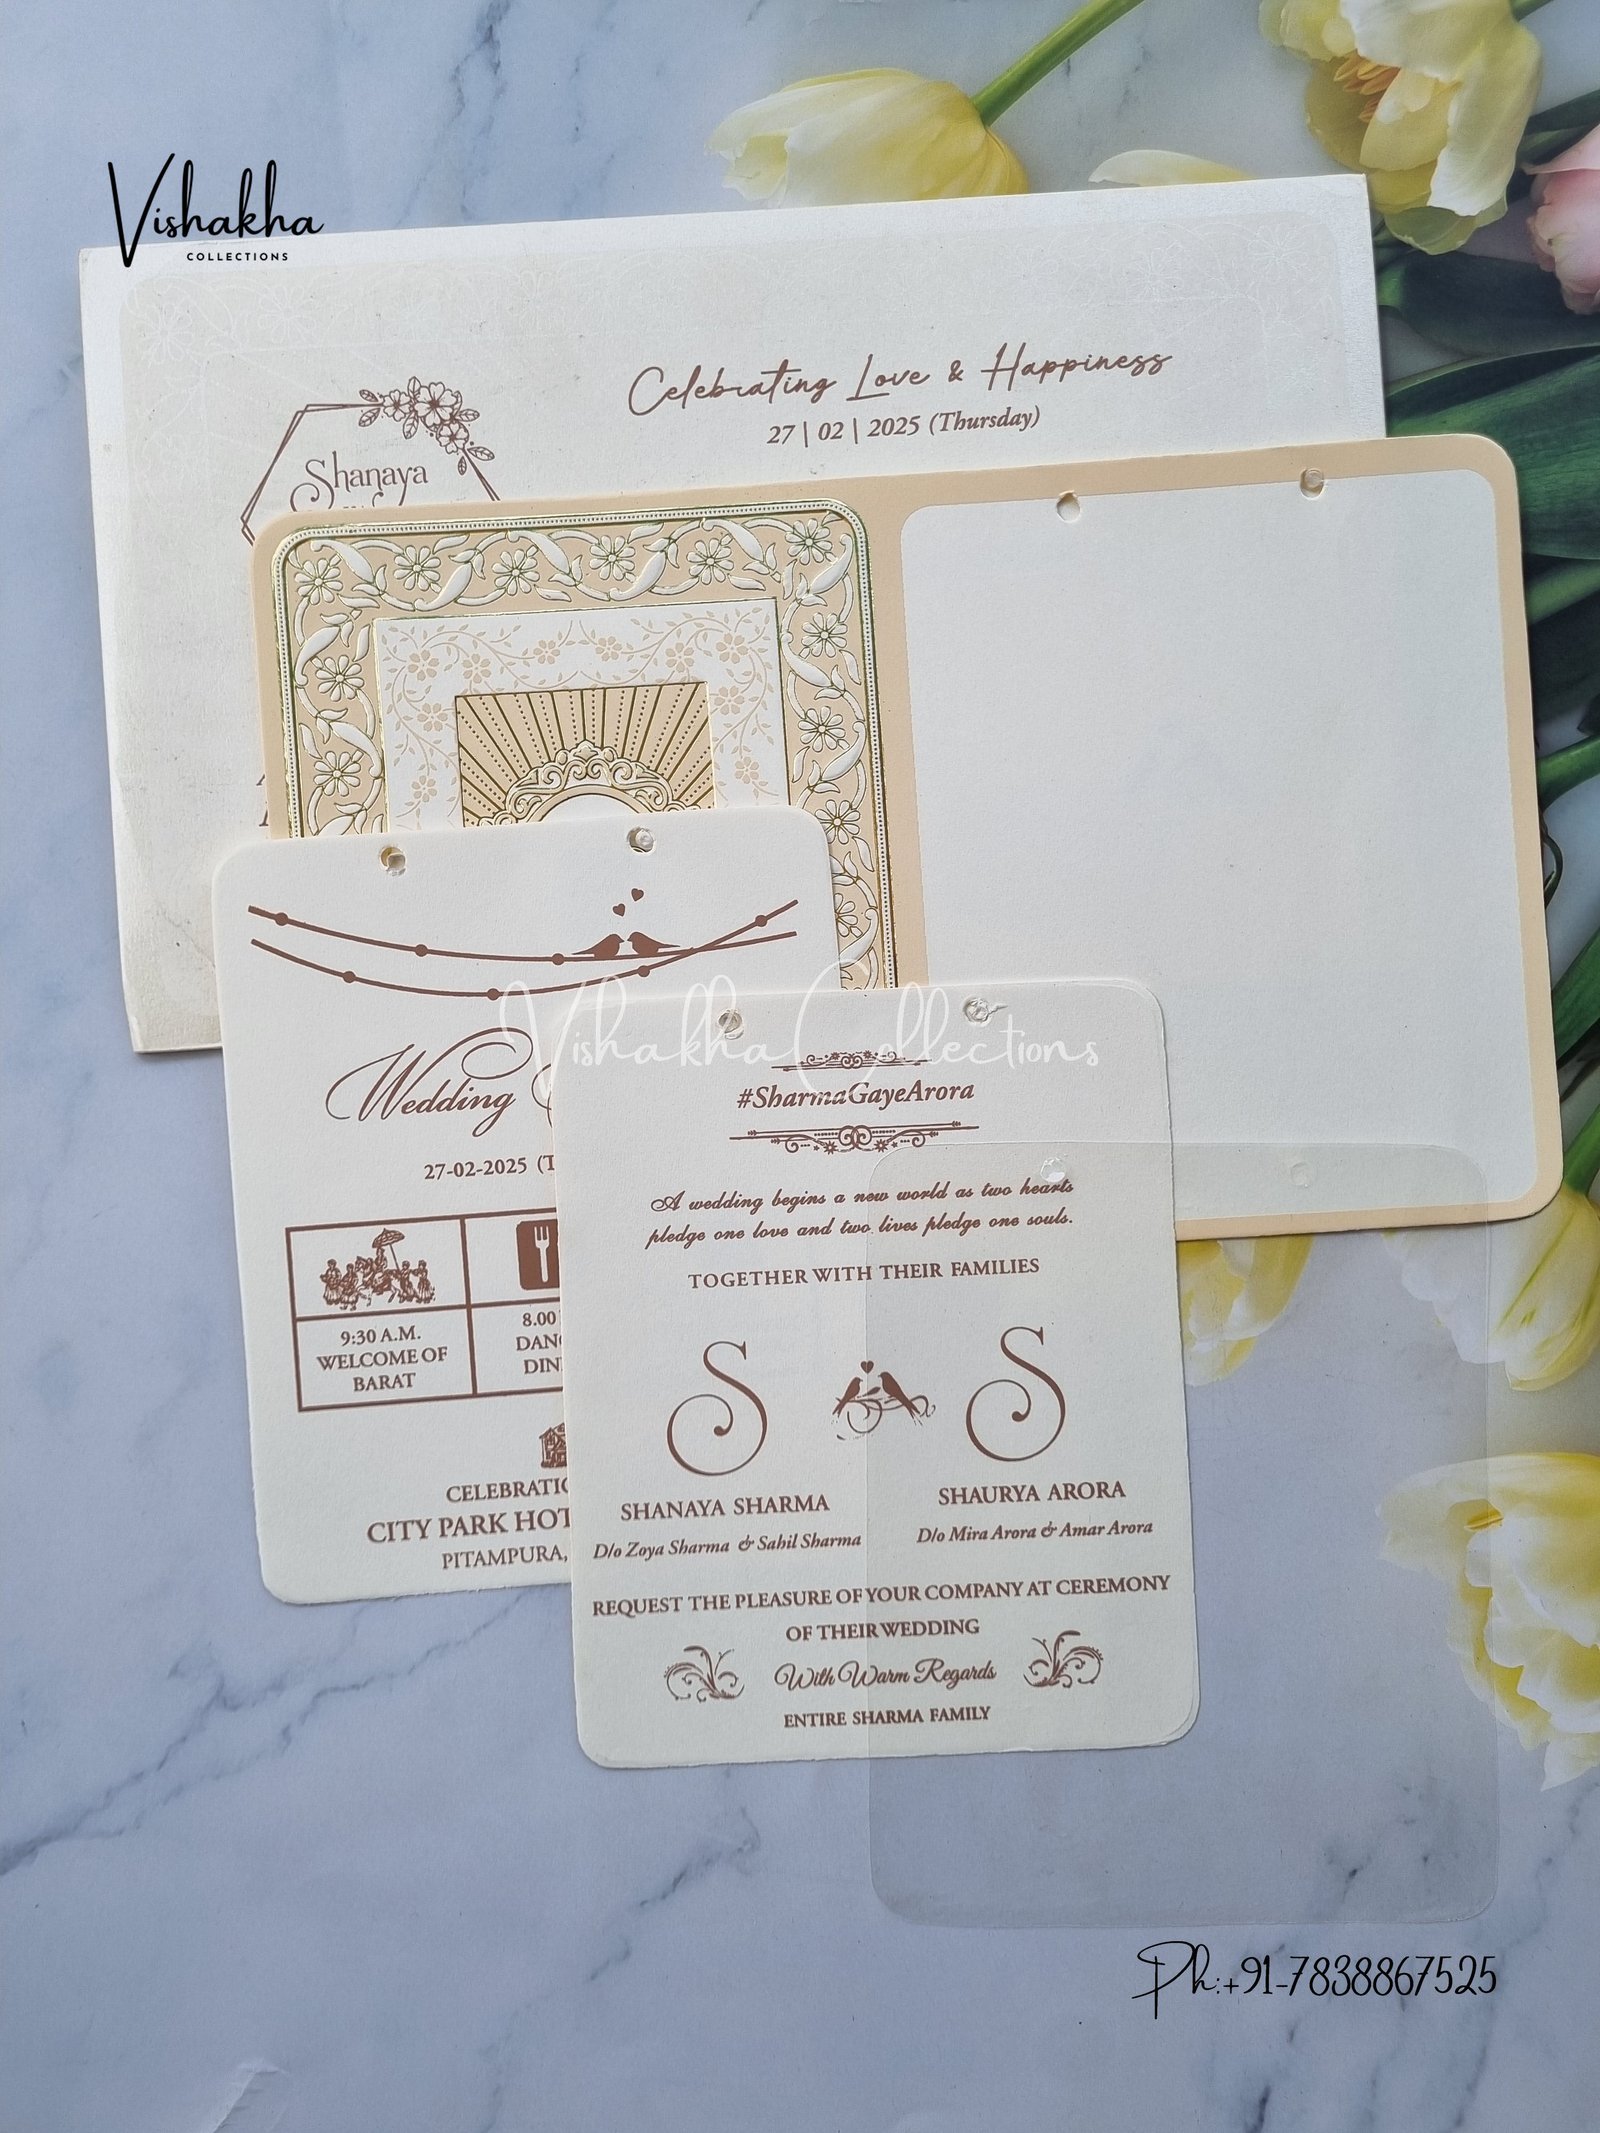 Vishakha
COLLECTIONS
Celebrating Love & Happiness
27 | 02 | 2025 (Thursday)
Shanaya
Vishakha Collections
Wedding
27-02-2025
9:30 A.M.
WELCOME OF
BARAT
8.00
CITY PARK
PITAMPURA,
#SharmaGayeArora
A wedding begins a new world as two hearts
pledge one love and two lives pledge one souls.
TOGETHER WITH THEIR FAMILIES
S
S
SHANAYA SHARMA
D/o Zoya Sharma & Sahil Sharma
SHAURYA ARORA
D/o Mira Arora & Amar Arora
REQUEST THE PLEASURE OF YOUR COMPANY AT CEREMONY
OF THEIR WEDDING
With Warm Regards
ENTIRE SHARMA FAMILY
Ph:+91-7838867525